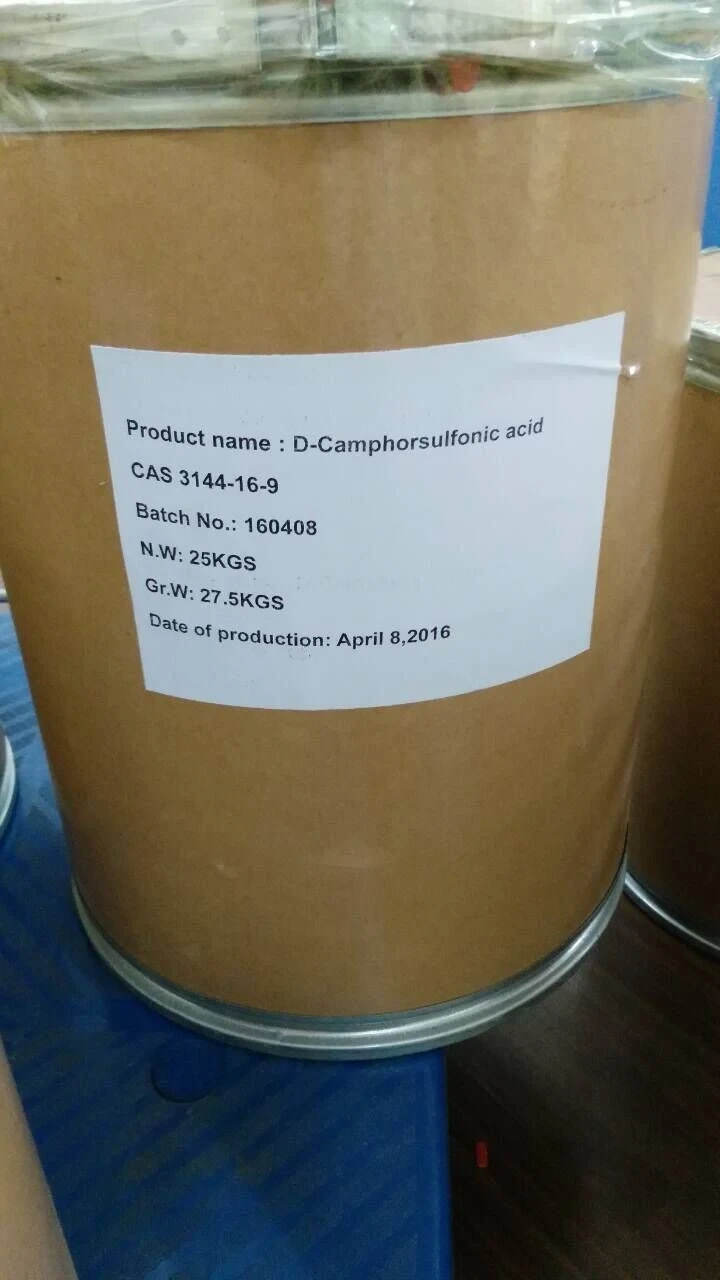 Product name : D-Camphorsulfonic acid
CAS 3144-16-9
Batch No.: 160408
N.W: 25KGS
Gr.W: 27.5KGS
Date of production: April 8,2016